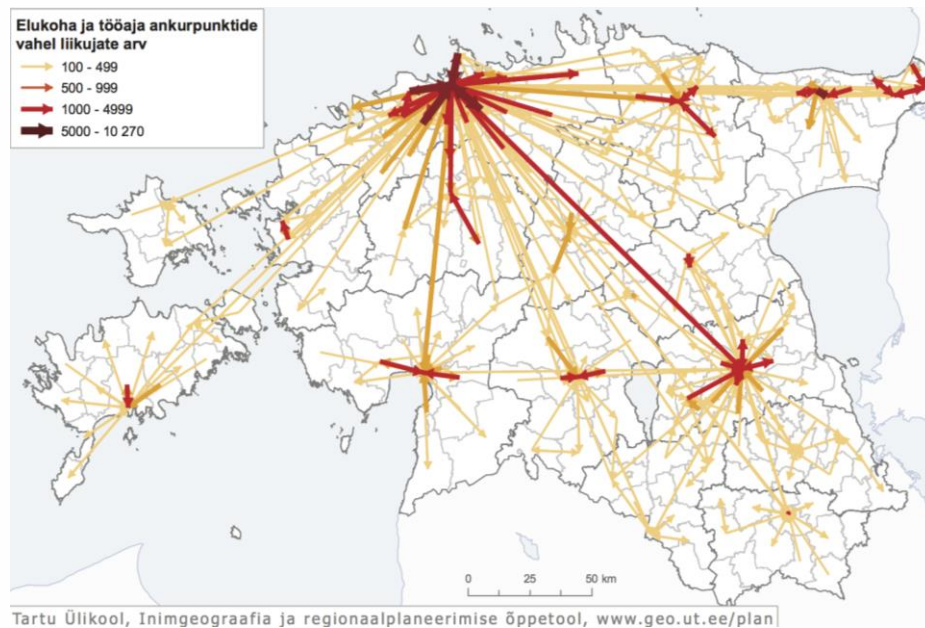 Elukoha ja tööaja ankurpunktide
vahel liikujate arv
100 - 499
500 - 999
1000 - 4999
5000 - 10 270
0 25 50 km
Tartu Ülikool, Inimgeograafia ja regionaalplaneerimise õppetool, www.geo.ut.ee/plan